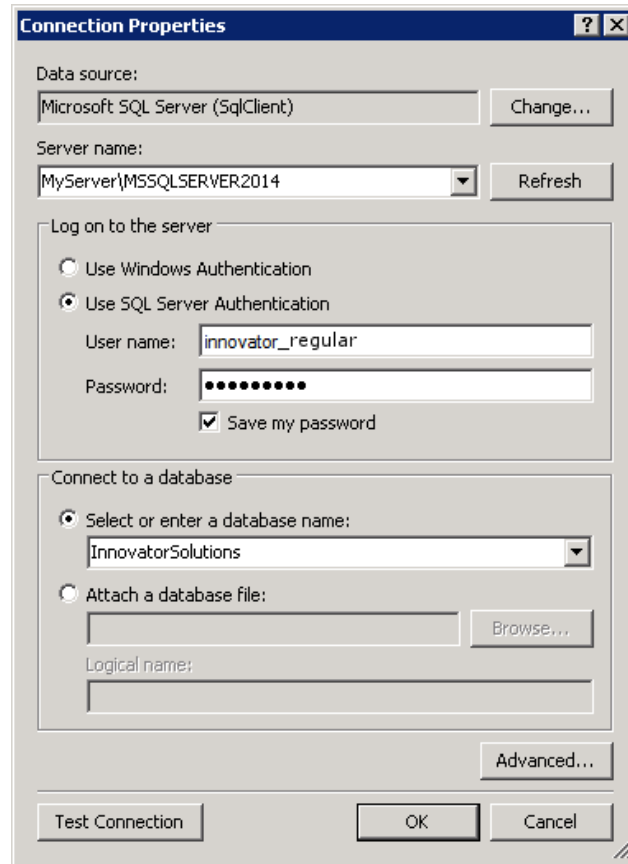 Connection Properties
Data source:
Microsoft SQL Server (SqlClient)
Change...
Server name:
MyServer\MSSQLSERVER2014
Refresh
Log on to the server
Use Windows Authentication
Use SQL Server Authentication
User name:
innovator_regular
Password:
●●●●●●●●●
Save my password
Connect to a database
Select or enter a database name:
InnovatorSolutions
Attach a database file:
Browse...
Logical name:
Advanced...
Test Connection
OK
Cancel